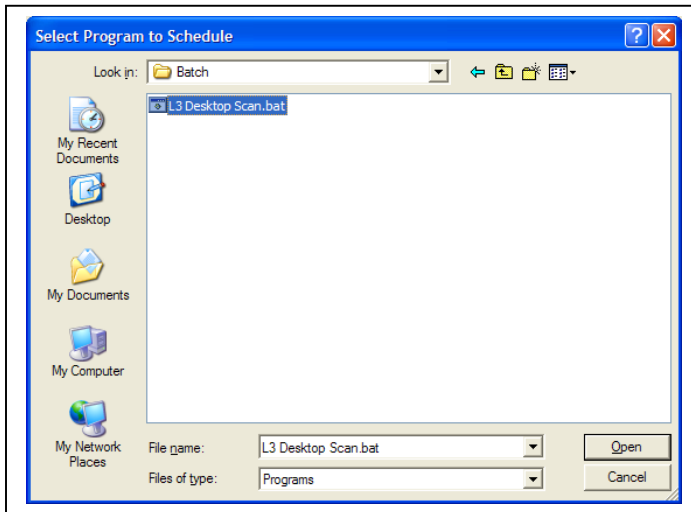 Select Program to Schedule
Look in: Batch
L3 Desktop Scan.bat
My Recent
Documents
Desktop
My Documents
My Computer
My Network
Places
File name: L3 Desktop Scan.bat Open
Files of type: Programs Cancel